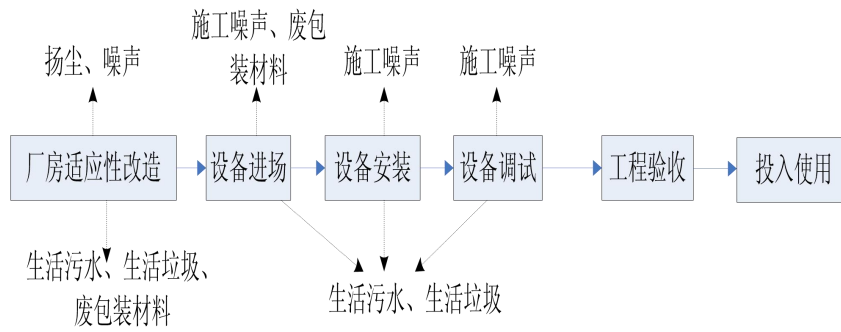 施工噪声、废包
装材料
扬尘、噪声
施工噪声
施工噪声
厂房适应性改造
设备进场
设备安装
设备调试
工程验收
投入使用
生活污水、生活垃圾、
废包装材料
生活污水、生活垃圾